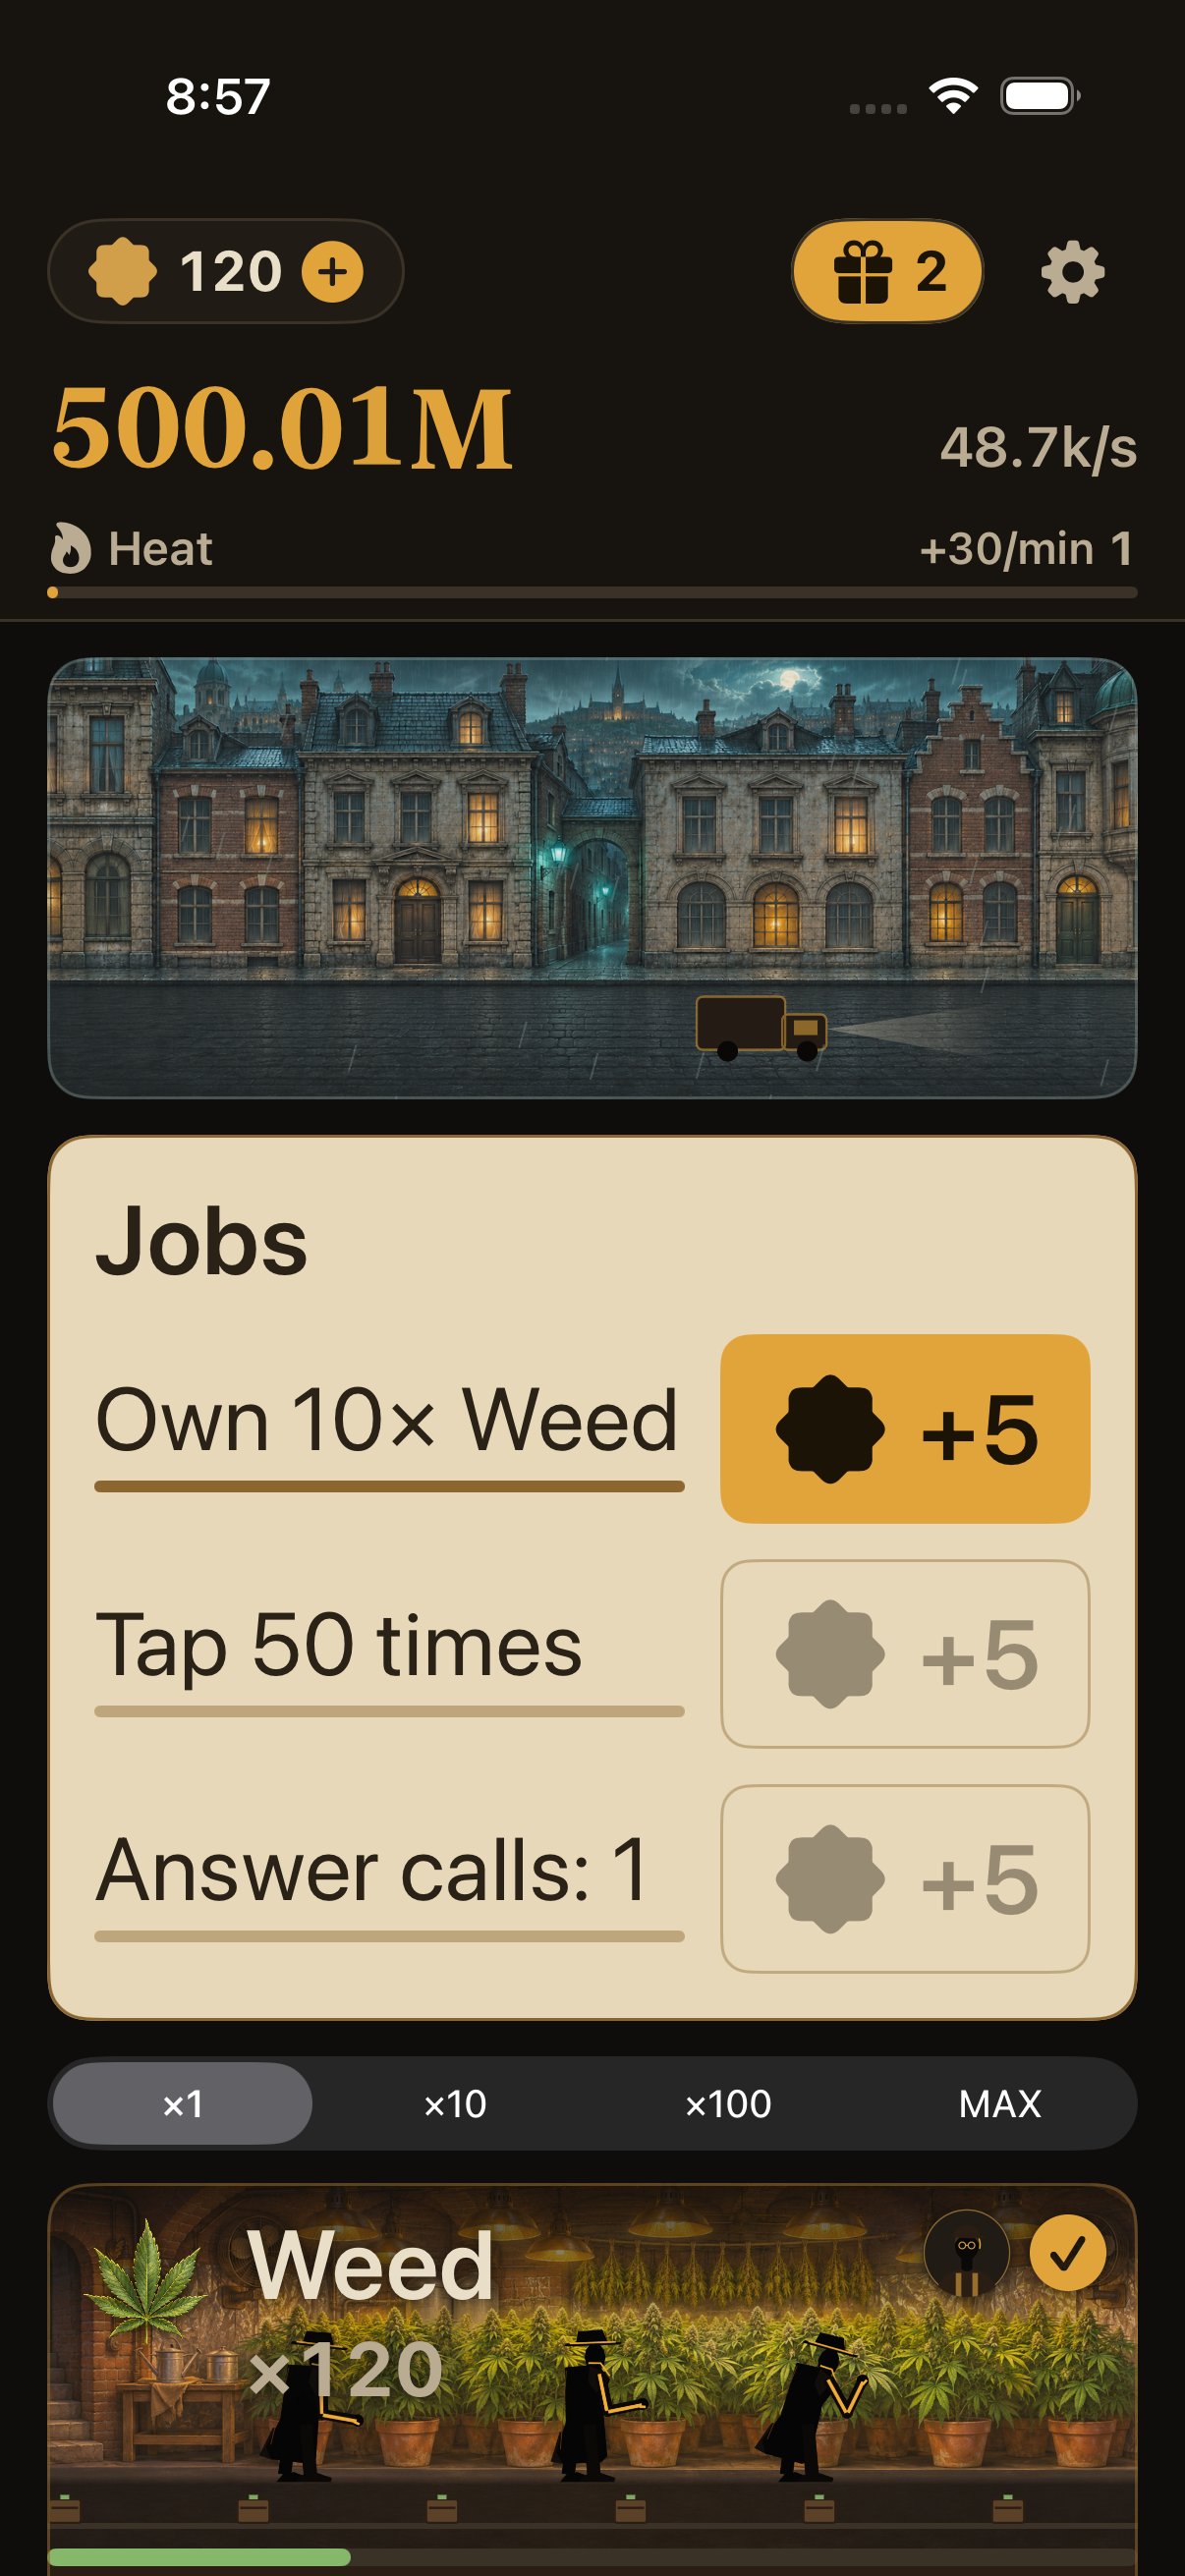 8:57
120
2
500.01M
48.7k/s
Heat
+30/min 1
Jobs
Own 10× Weed
+5
Tap 50 times
+5
Answer calls: 1
+5
×1
×10
×100
MAX
Weed
×120